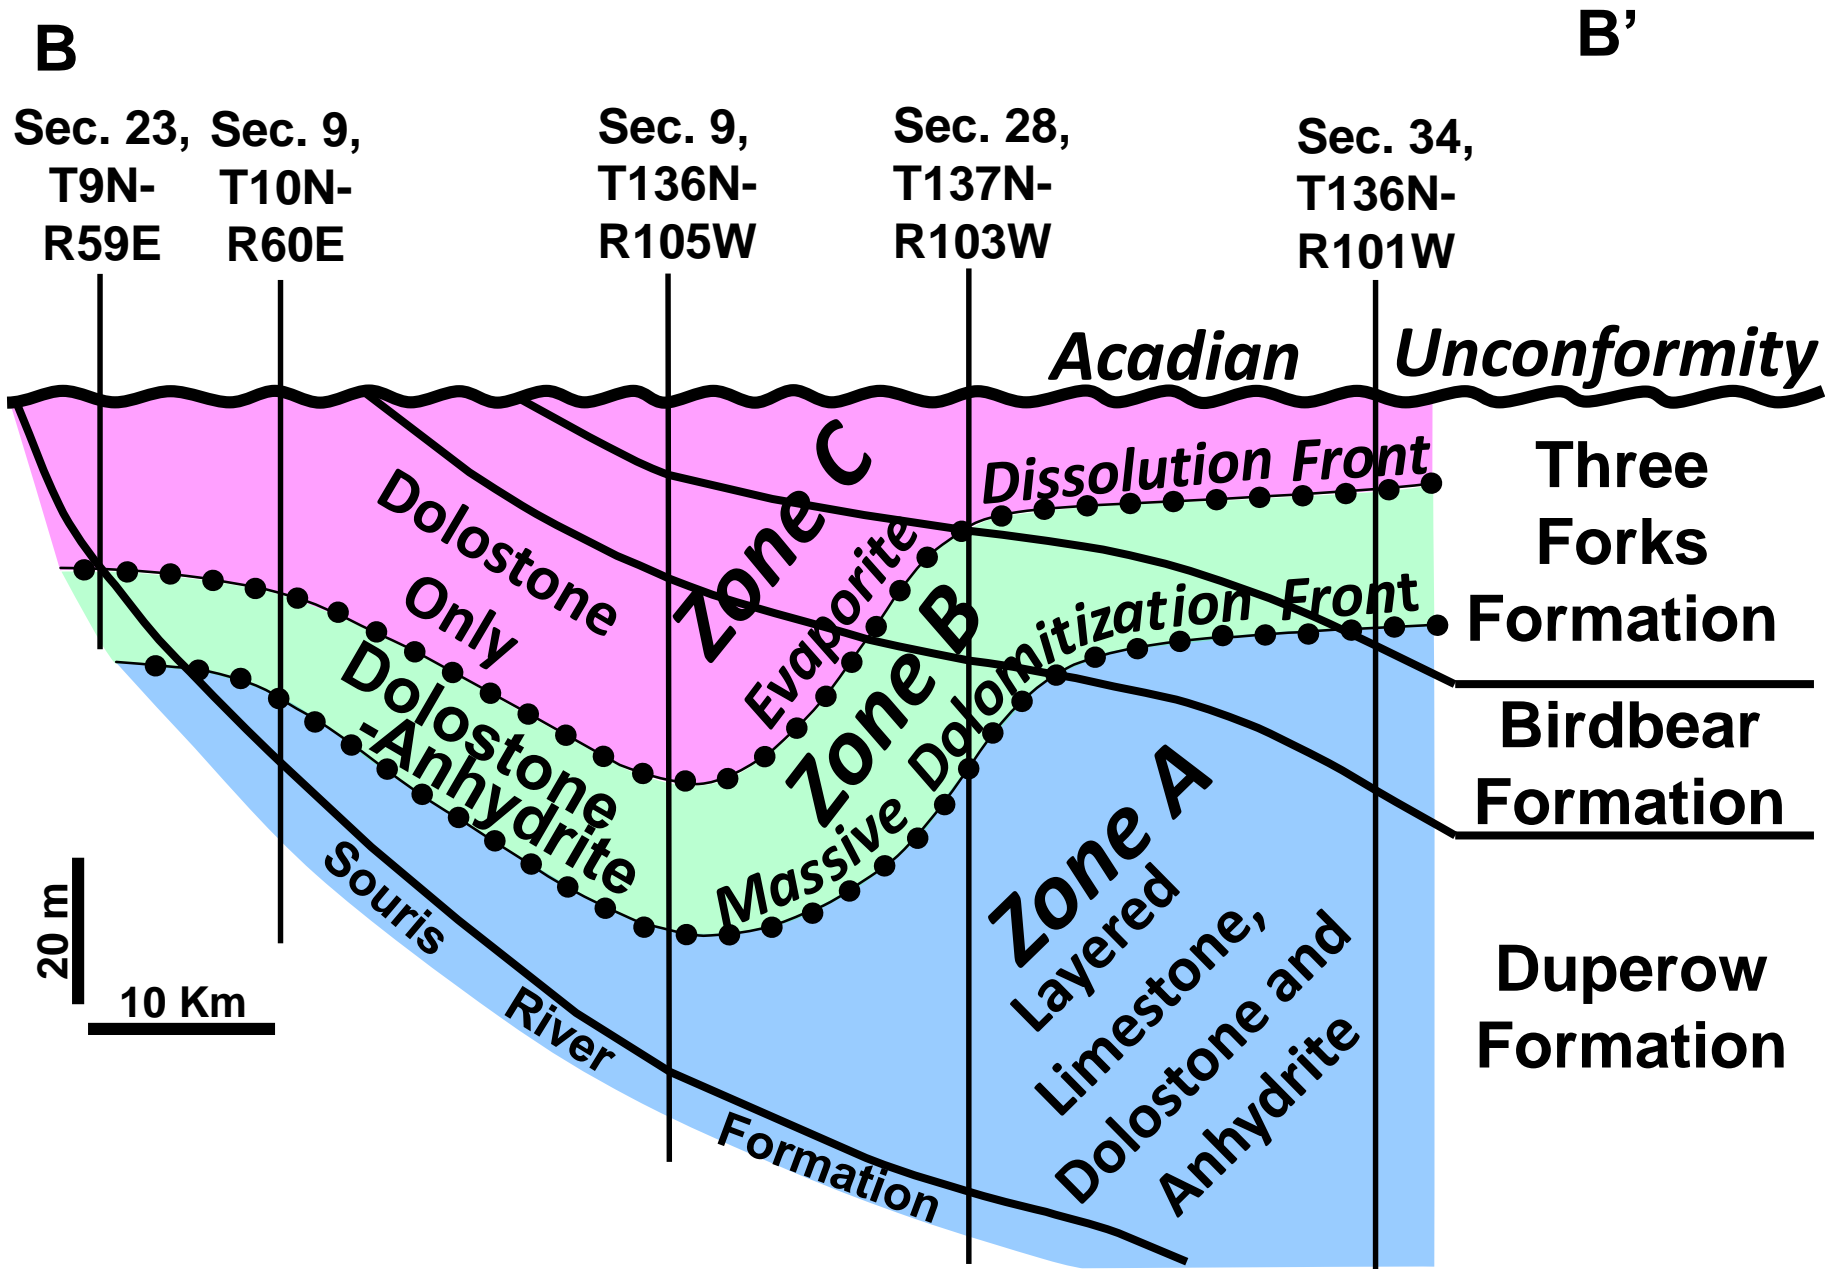 B
B’
Sec. 23,
T9N-
R59E
Sec. 9,
T10N-
R60E
Sec. 9,
T136N-
R105W
Sec. 28,
T137N-
R103W
Sec. 34,
T136N-
R101W
Acadian Unconformity
Dolostone
Only
Zone C
Evaporite Dissolution Front
Dolostone
-Anhydrite
Zone B
Massive Dolomitization Front
Zone A
Layered
Limestone,
Dolostone and
Anhydrite
Souris River Formation
Three
Forks
Formation
Birdbear
Formation
Duperow
Formation
20 m
10 Km